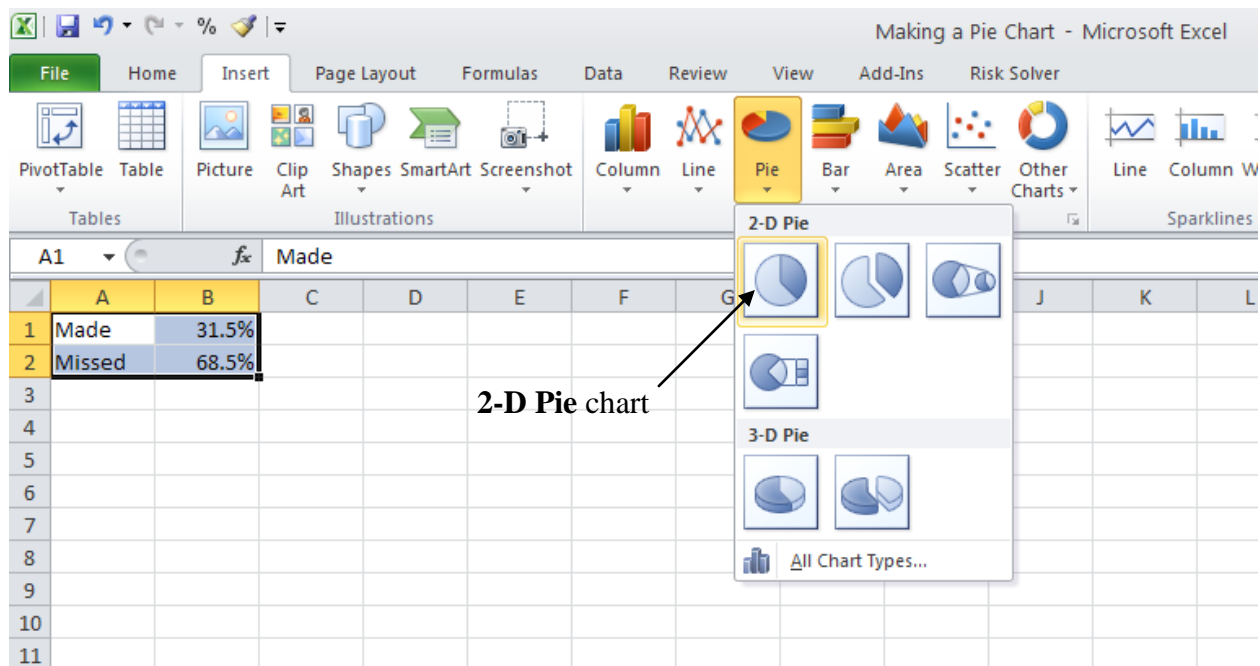 %
Making a Pie Chart - Microsoft Excel
File Home Insert Page Layout Formulas Data Review View Add-Ins Risk Solver
PivotTable Table Picture Clip Art Shapes SmartArt Screenshot Column Line Pie Bar Area Scatter Other Charts Line Column W
Tables Illustrations Sparklines
2-D Pie
A1 fx Made
A B C D E F G J K L
1 Made 31.5%
2 Missed 68.5%
3
2-D Pie chart
4
3-D Pie
5
6
7
8
All Chart Types...
9
10
11